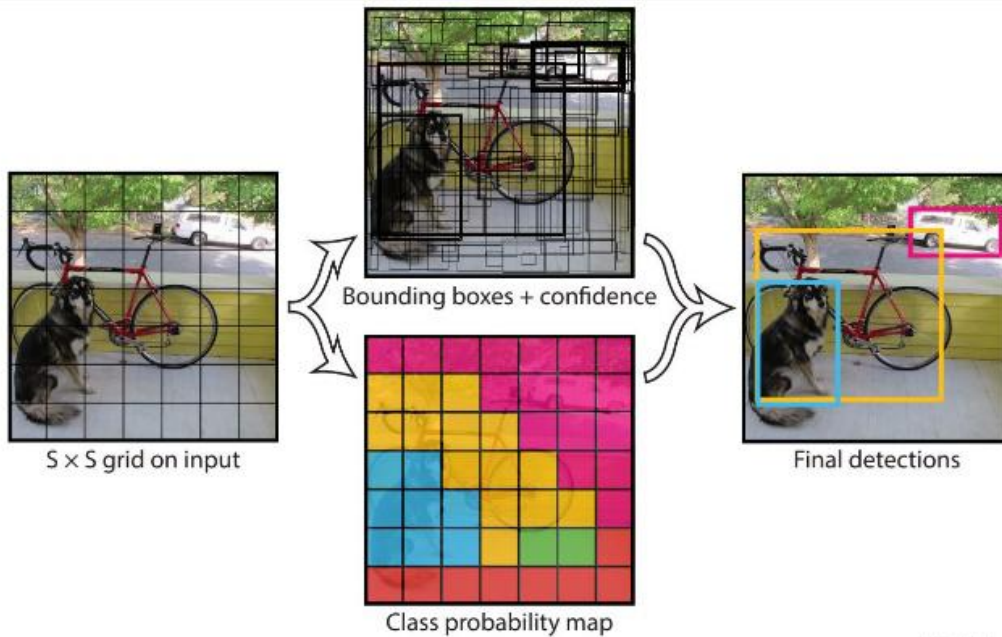 Bounding boxes + confidence
S × S grid on input
Final detections
Class probability map